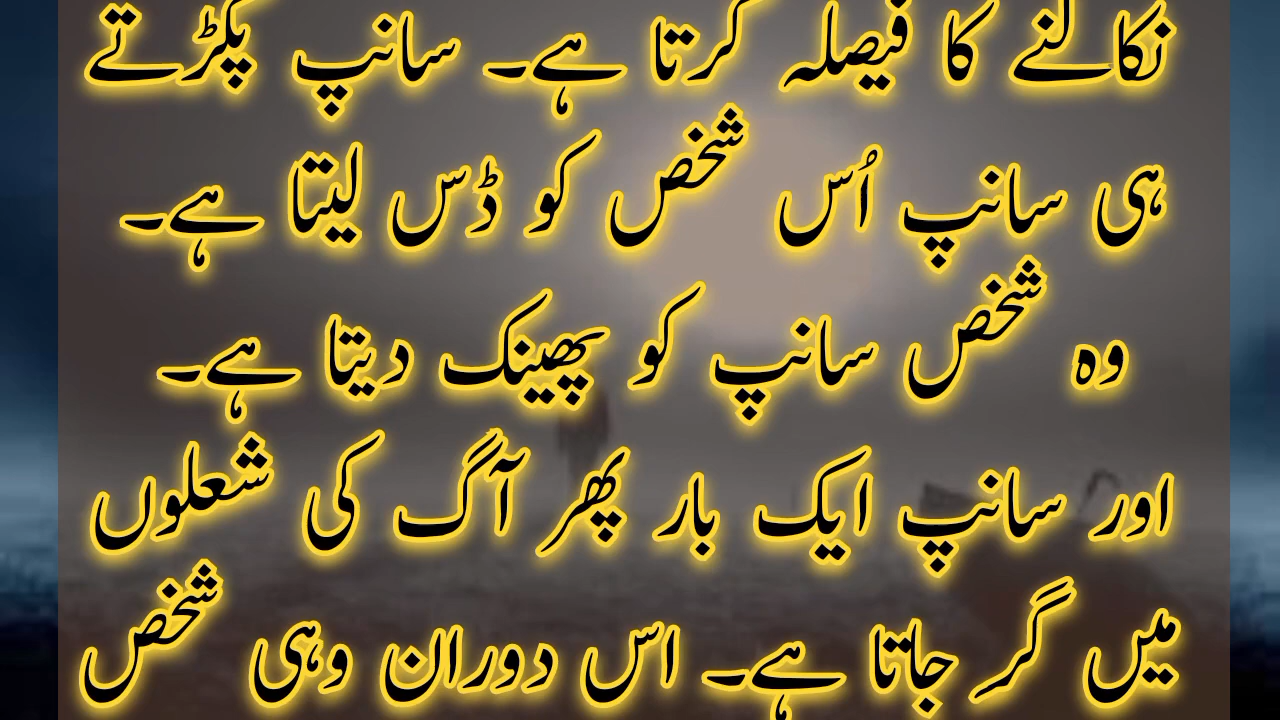 نکالنے کا فیصلہ کرتا ہے۔ سانپ پکڑتے
ہی سانپ اُس شخص کو ڈس لیتا ہے۔
وہ شخص سانپ کو پھینک دیتا ہے۔
اور سانپ ایک بار پھر آگ کی شعلوں
میں گر جاتا ہے۔ اس دوران وہی شخص